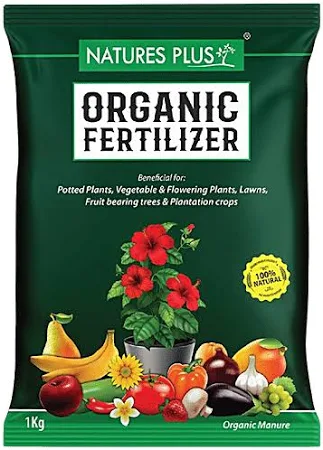 NATURES PLUS
®
ORGANIC
FERTILIZER
Beneficial for:
Potted Plants, Vegetable & Flowering Plants, Lawns,
Fruit bearing trees & Plantation crops
100%
NATURAL
1Kg
Organic Manure